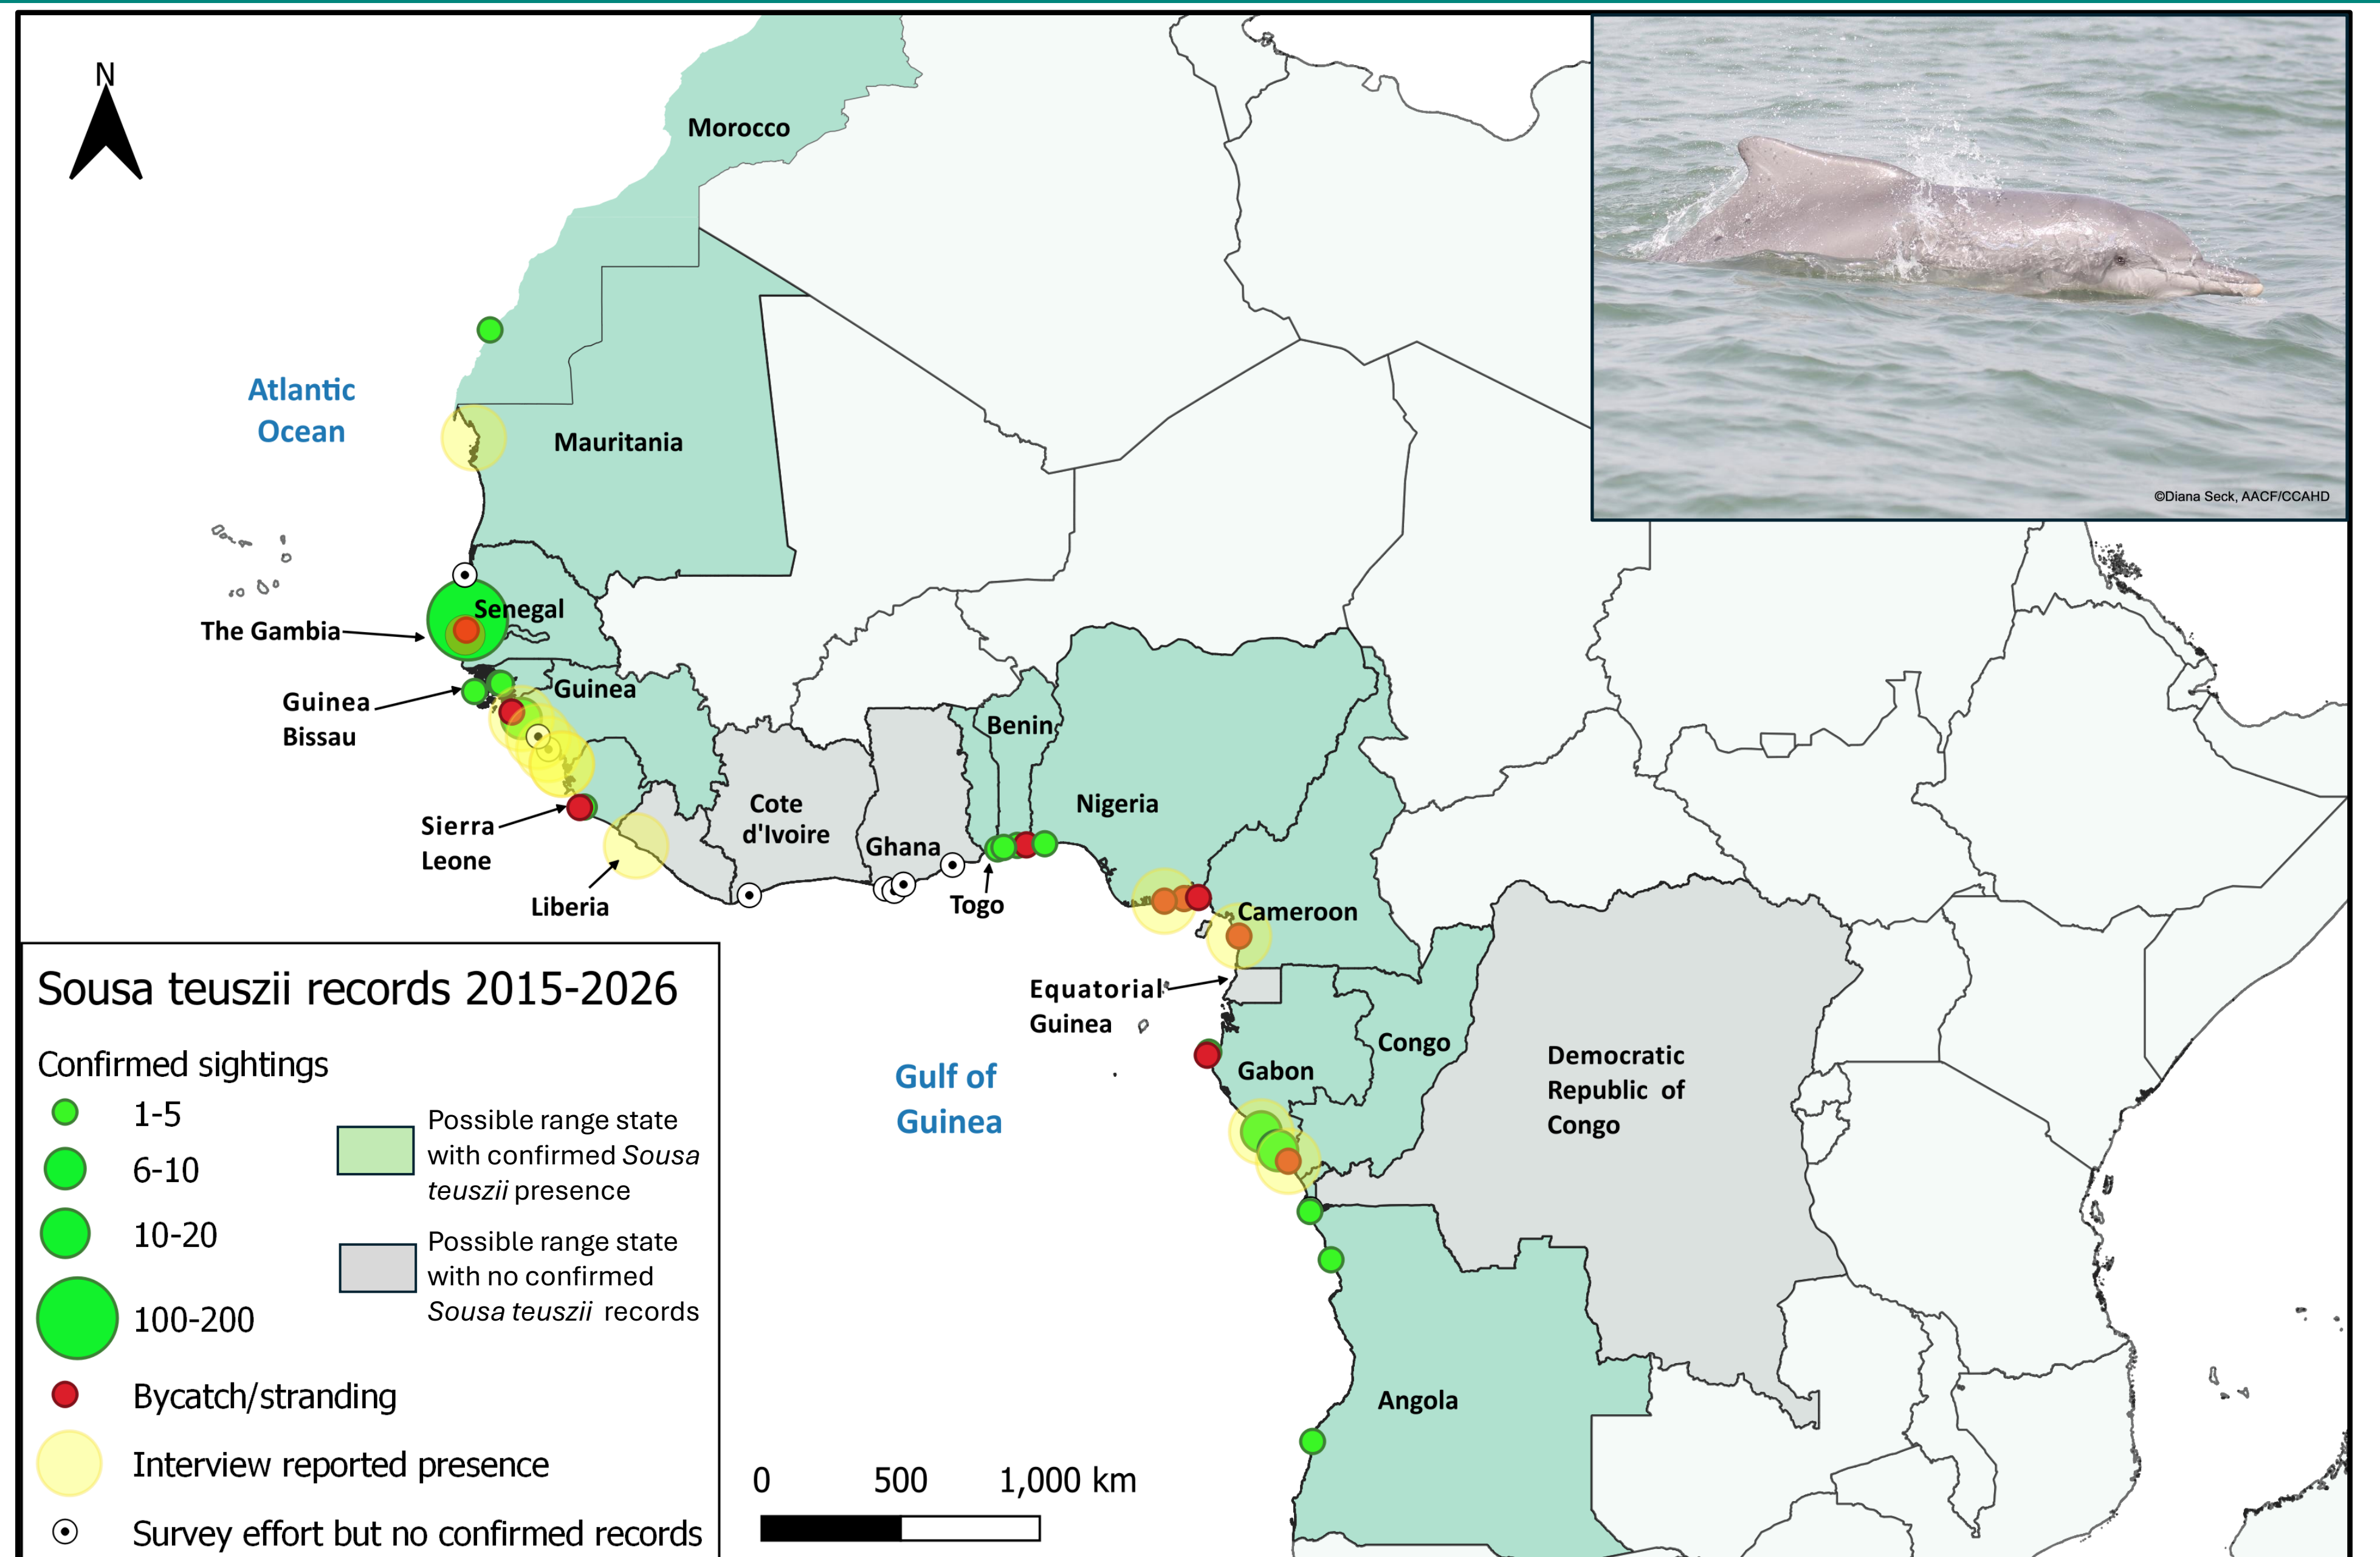 N
Morocco
Atlantic
Ocean
Mauritania
©Diana Seck, AACF/CCAHD
Senegal
The Gambia
Guinea
Guinea
Bissau
Benin
Cote
d'Ivoire
Nigeria
Sierra
Leone
Ghana
Liberia
Togo
Cameroon
Equatorial
Guinea
Congo
Gabon
Democratic
Republic of
Congo
Gulf of
Guinea
Angola
Sousa teuszii records 2015-2026
Confirmed sightings
1-5
6-10
10-20
100-200
Possible range state
with confirmed Sousa
teuszii presence
Possible range state
with no confirmed
Sousa teuszii records
Bycatch/stranding
Interview reported presence
Survey effort but no confirmed records
0 500 1,000 km